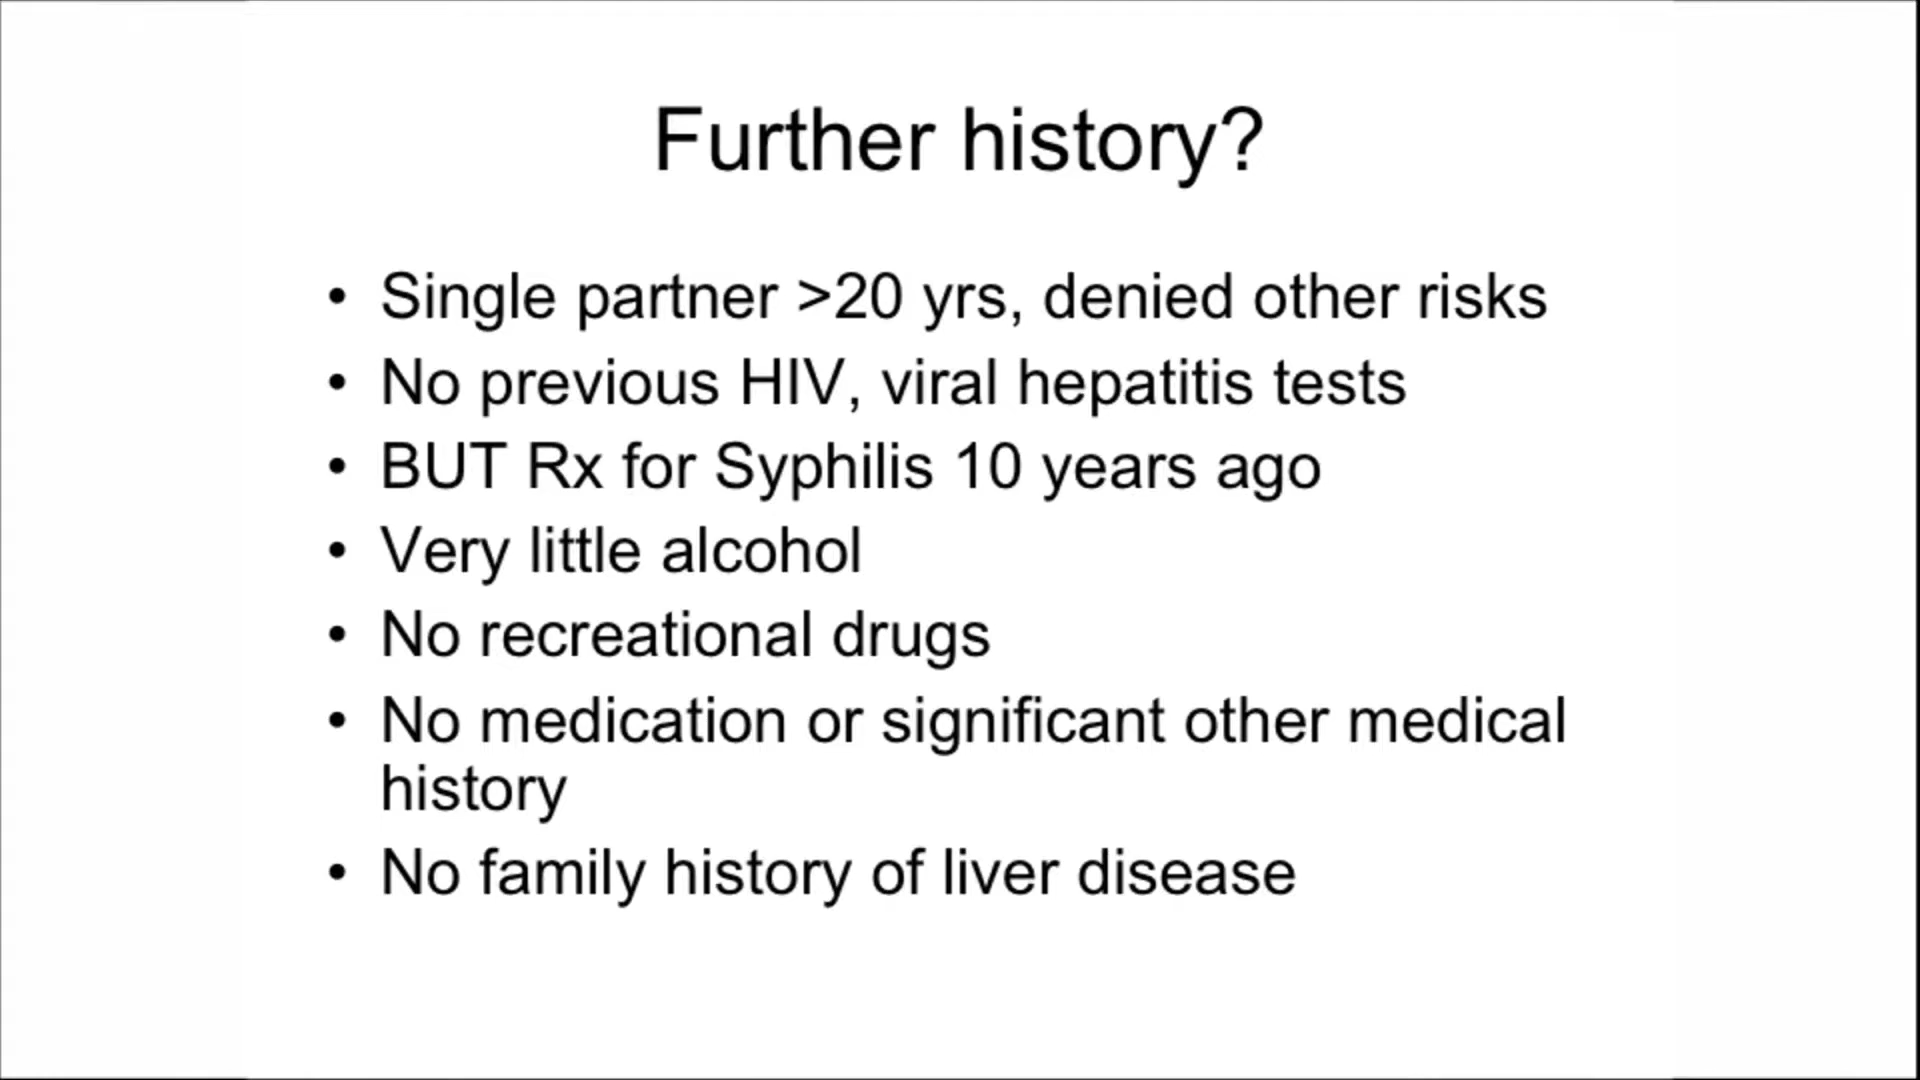 Further history?
• Single partner >20 yrs, denied other risks
• No previous HIV, viral hepatitis tests
• BUT Rx for Syphilis 10 years ago
• Very little alcohol
• No recreational drugs
• No medication or significant other medical
history
• No family history of liver disease